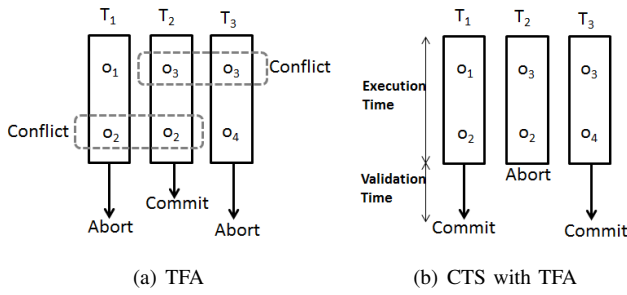 T₁ T₂ T₃
o₁ o₃ o₃ Conflict
Conflict o₂ o₂ o₄
Commit
Abort Abort
(a) TFA
T₁ T₂ T₃
Execution
Time
o₁ o₃ o₃
o₂ o₂ o₄
Validation
Time
Abort
Commit Commit
(b) CTS with TFA